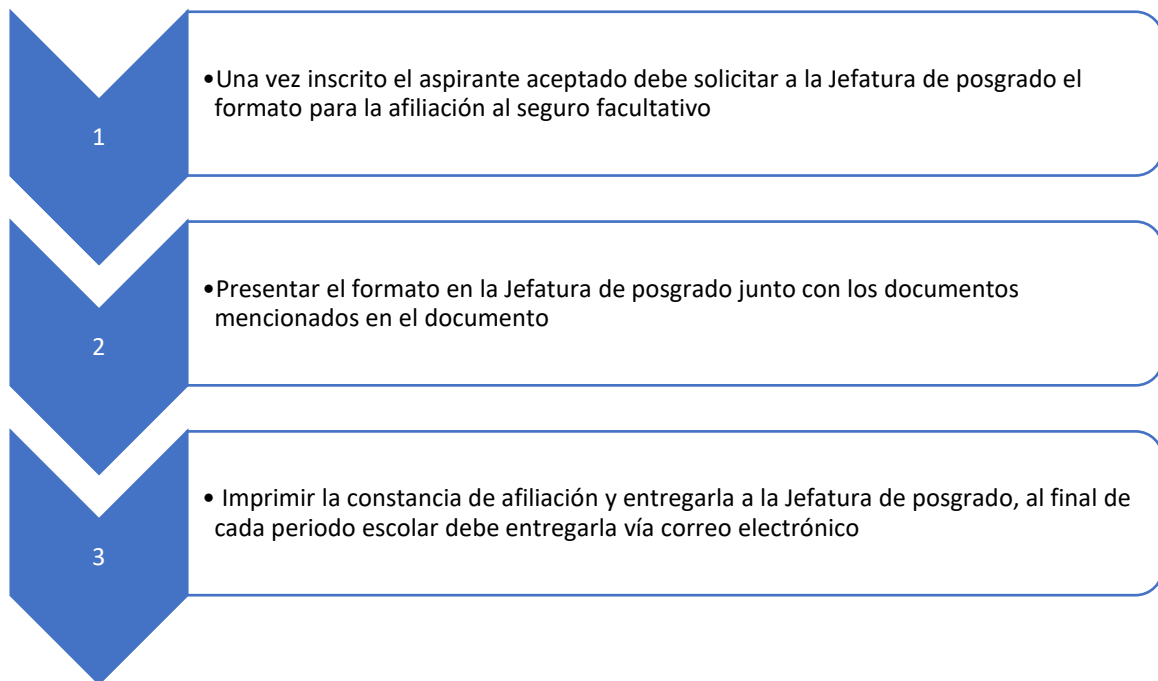 1
•Una vez inscrito el aspirante aceptado debe solicitar a la Jefatura de posgrado el
formato para la afiliación al seguro facultativo
2
•Presentar el formato en la Jefatura de posgrado junto con los documentos
mencionados en el documento
3
• Imprimir la constancia de afiliación y entregarla a la Jefatura de posgrado, al final de
cada periodo escolar debe entregarla vía correo electrónico